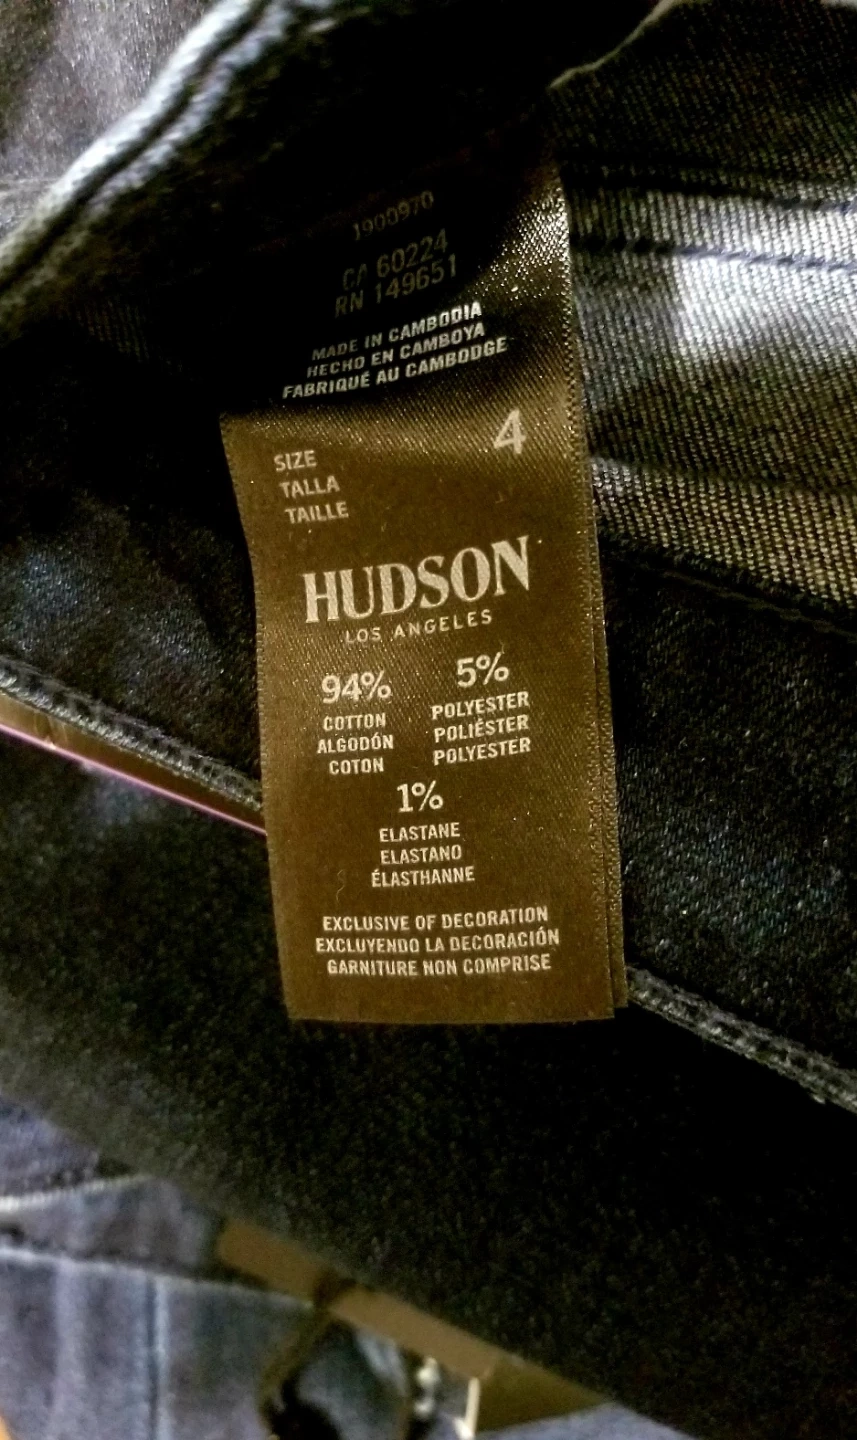 1900970
CA 60224
RN 149651
MADE IN CAMBODIA
HECHO EN CAMBOYA
FABRIQUÉ AU CAMBODGE
SIZE 4
TALLA
TAILLE
HUDSON
LOS ANGELES
94% 5%
COTTON POLYESTER
ALGODÓN POLIÉSTER
COTON POLYESTER
1%
ELASTANE
ELASTANO
ÉLASTHANNE
EXCLUSIVE OF DECORATION
EXCLUYENDO LA DECORACIÓN
GARNITURE NON COMPRISE